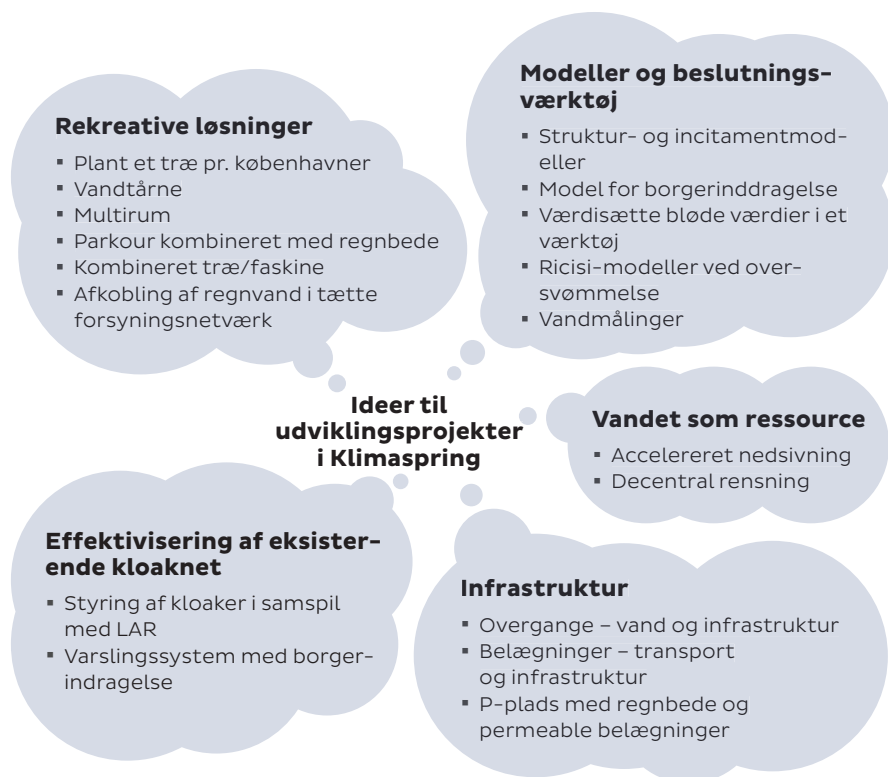 Rekreative løsninger
▪ Plant et træ pr. københavner
▪ Vandtårne
▪ Multirum
▪ Parkour kombineret med regnbede
▪ Kombineret træ/faskine
▪ Afkobling af regnvand i tætte
forsyningsnetværk
Modeller og beslutnings-
værktøj
▪ Struktur- og incitamentmod-
eller
▪ Model for borgerinddragelse
▪ Værdisætte bløde værdier i et
værktøj
▪ Ricisi-modeller ved over-
svømmelse
▪ Vandmålinger
Ideer til
udviklingsprojekter
i Klimaspring
Vandet som ressource
▪ Accelereret nedsivning
▪ Decentral rensning
Effektivisering af eksister-
ende kloaknet
▪ Styring af kloaker i samspil
med LAR
▪ Varslingssystem med borger-
indragelse
Infrastruktur
▪ Overgange – vand og infrastruktur
▪ Belægninger – transport
og infrastruktur
▪ P-plads med regnbede og
permeable belægninger